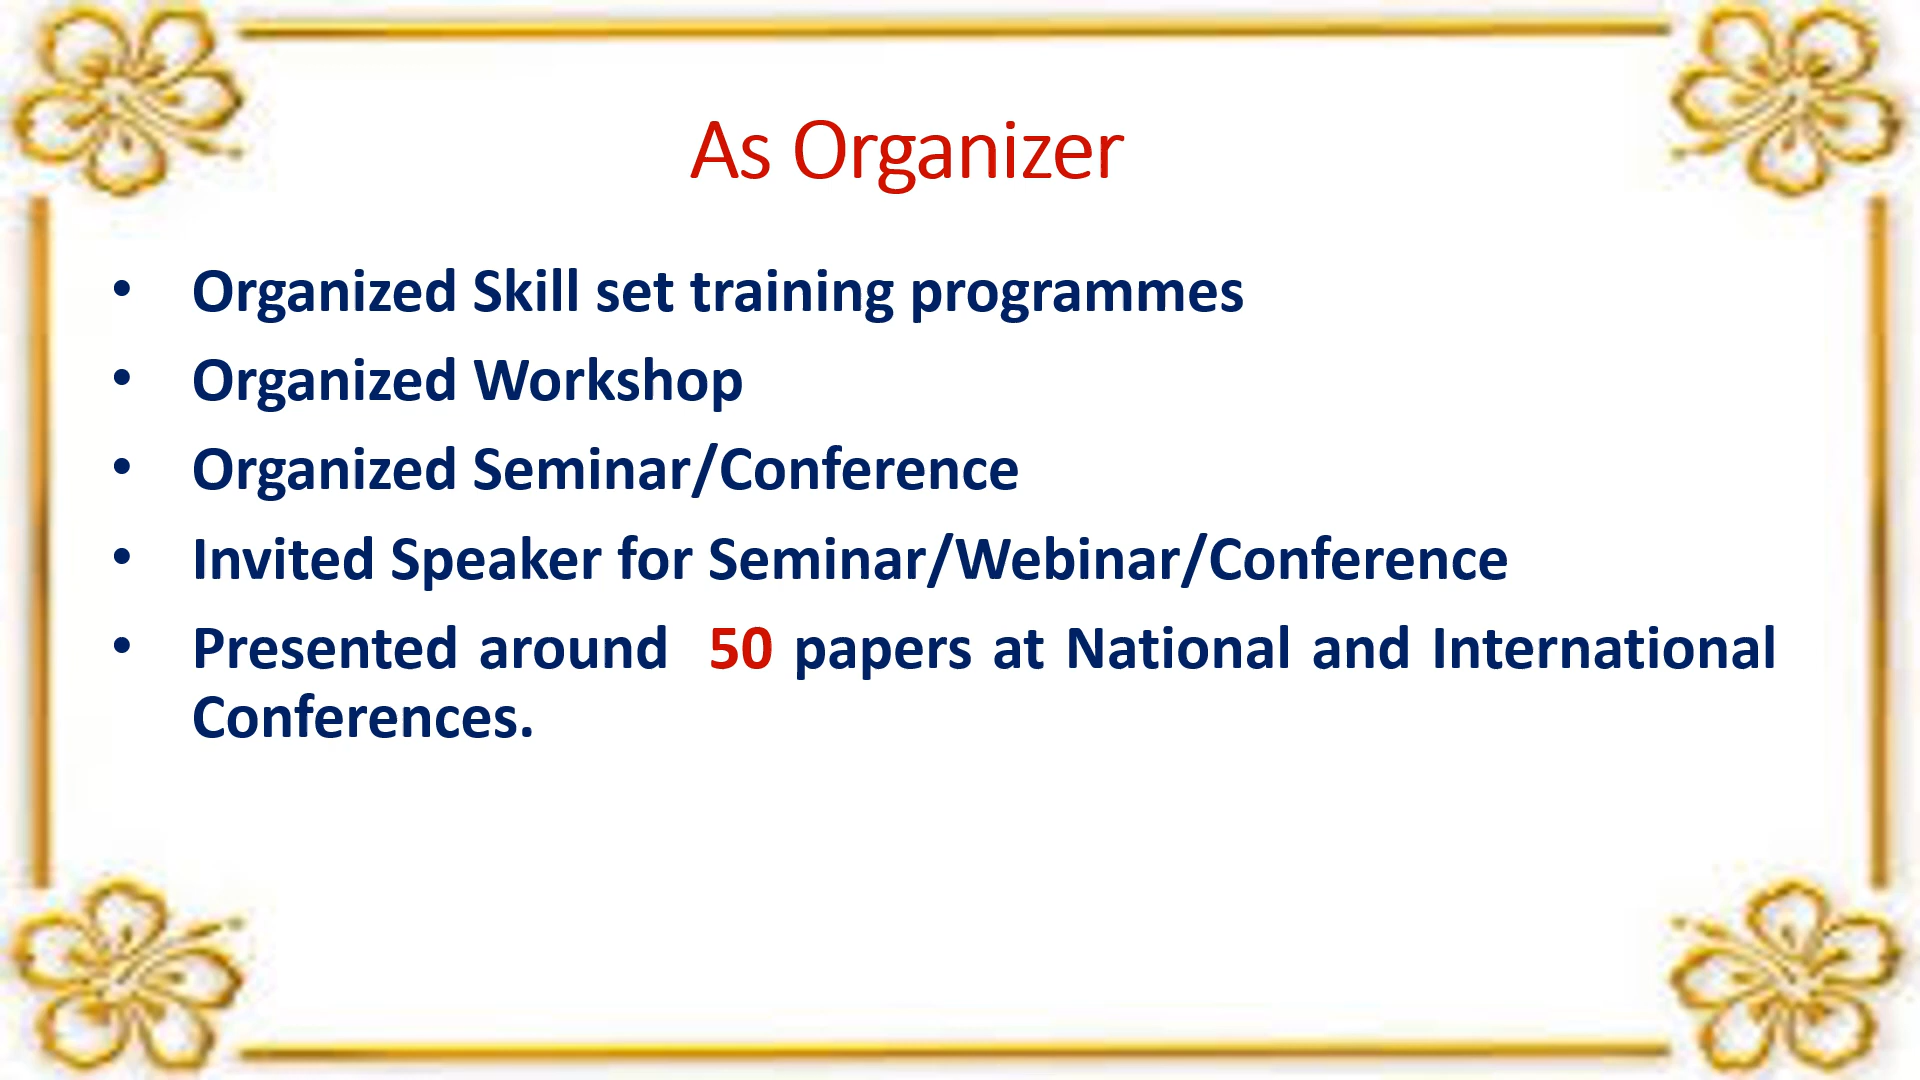 As Organizer
• Organized Skill set training programmes
• Organized Workshop
• Organized Seminar/Conference
• Invited Speaker for Seminar/Webinar/Conference
• Presented around 50 papers at National and International
Conferences.